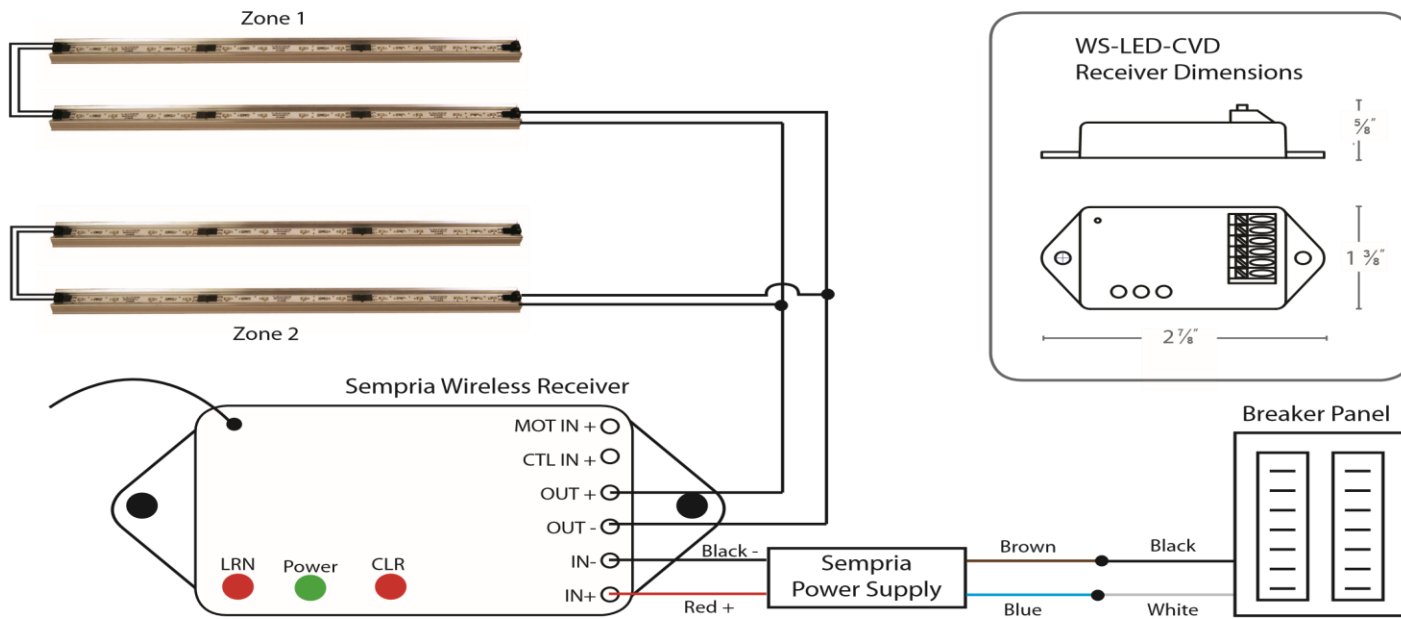 Zone 1
Zone 2
WS-LED-CVD
Receiver Dimensions
⅝"
1 ⅜"
2 ⅞"
Sempria Wireless Receiver
MOT IN +
CTL IN +
OUT +
OUT -
IN-
IN+
LRN
Power
CLR
Black -
Red +
Sempria
Power Supply
Brown
Blue
Black
White
Breaker Panel